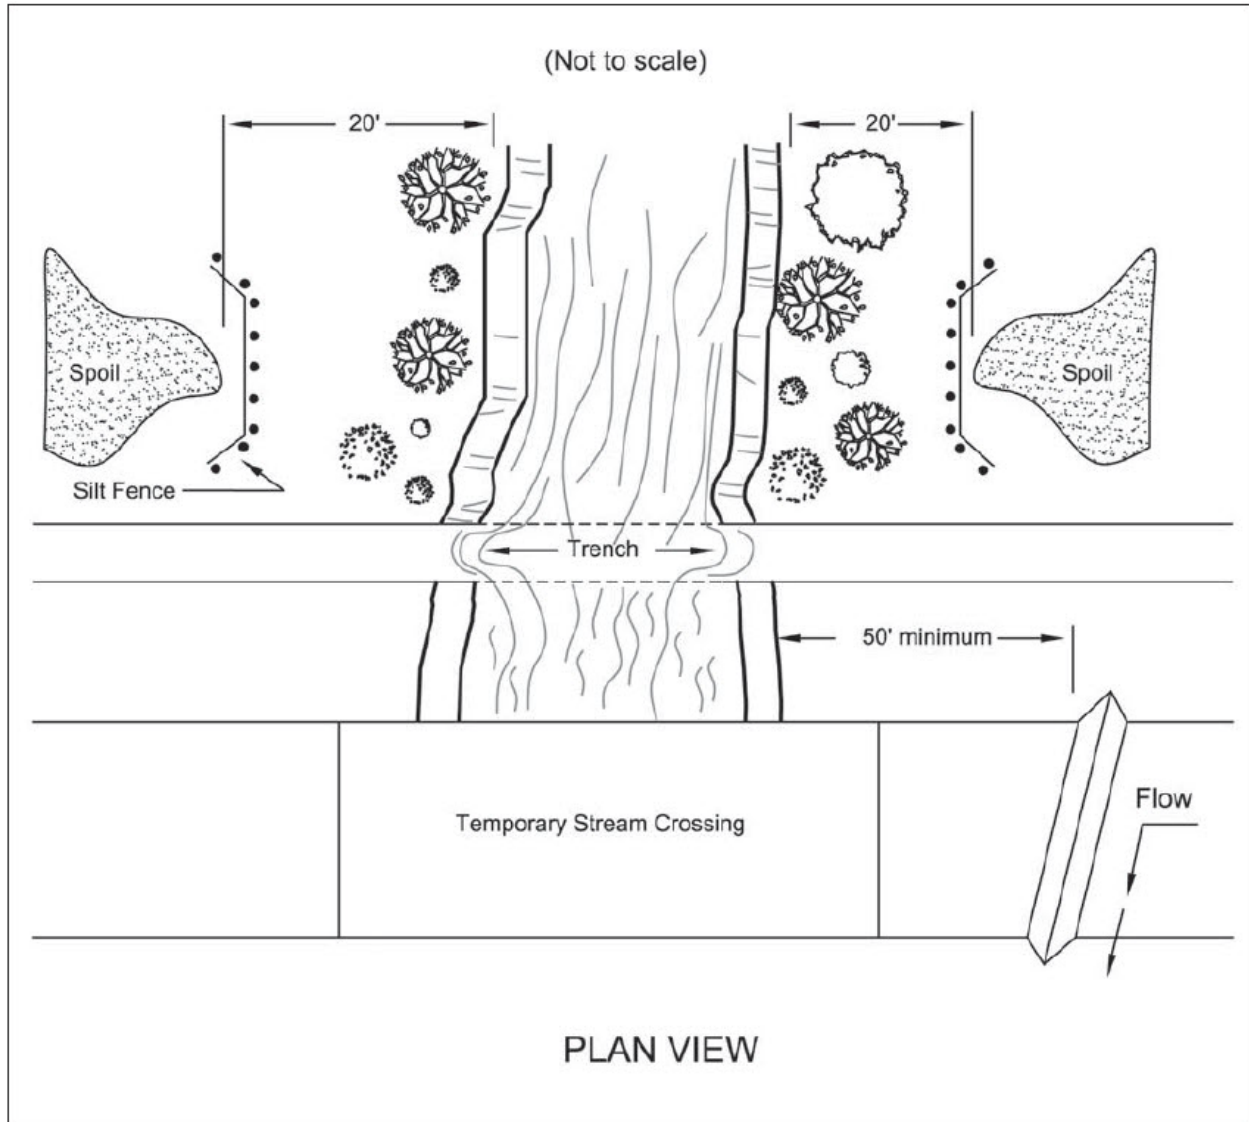 (Not to scale)
20'
20'
Spoil
Spoil
Silt Fence
Trench
50' minimum
Flow
Temporary Stream Crossing
PLAN VIEW